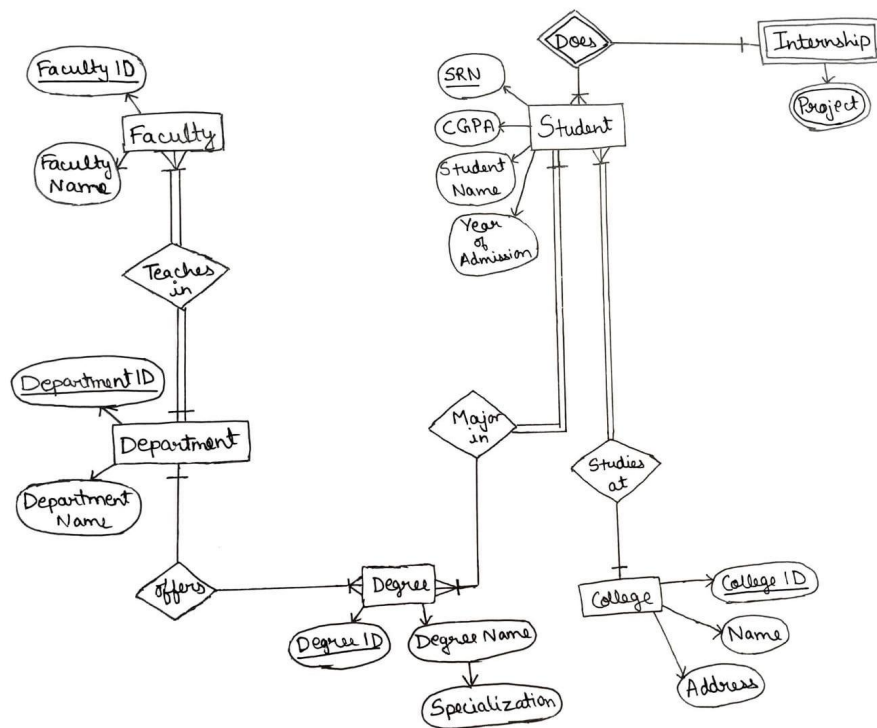 Does
Internship
Project
SRN
CGPA
Student
Student
Name
Year
of
Admission
Faculty ID
Faculty
Faculty
Name
Teaches
in
Department ID
Department
Department
Name
Major
in
Studies
at
offers
Degree
Degree ID
Degree Name
Specialization
College
College ID
Name
Address